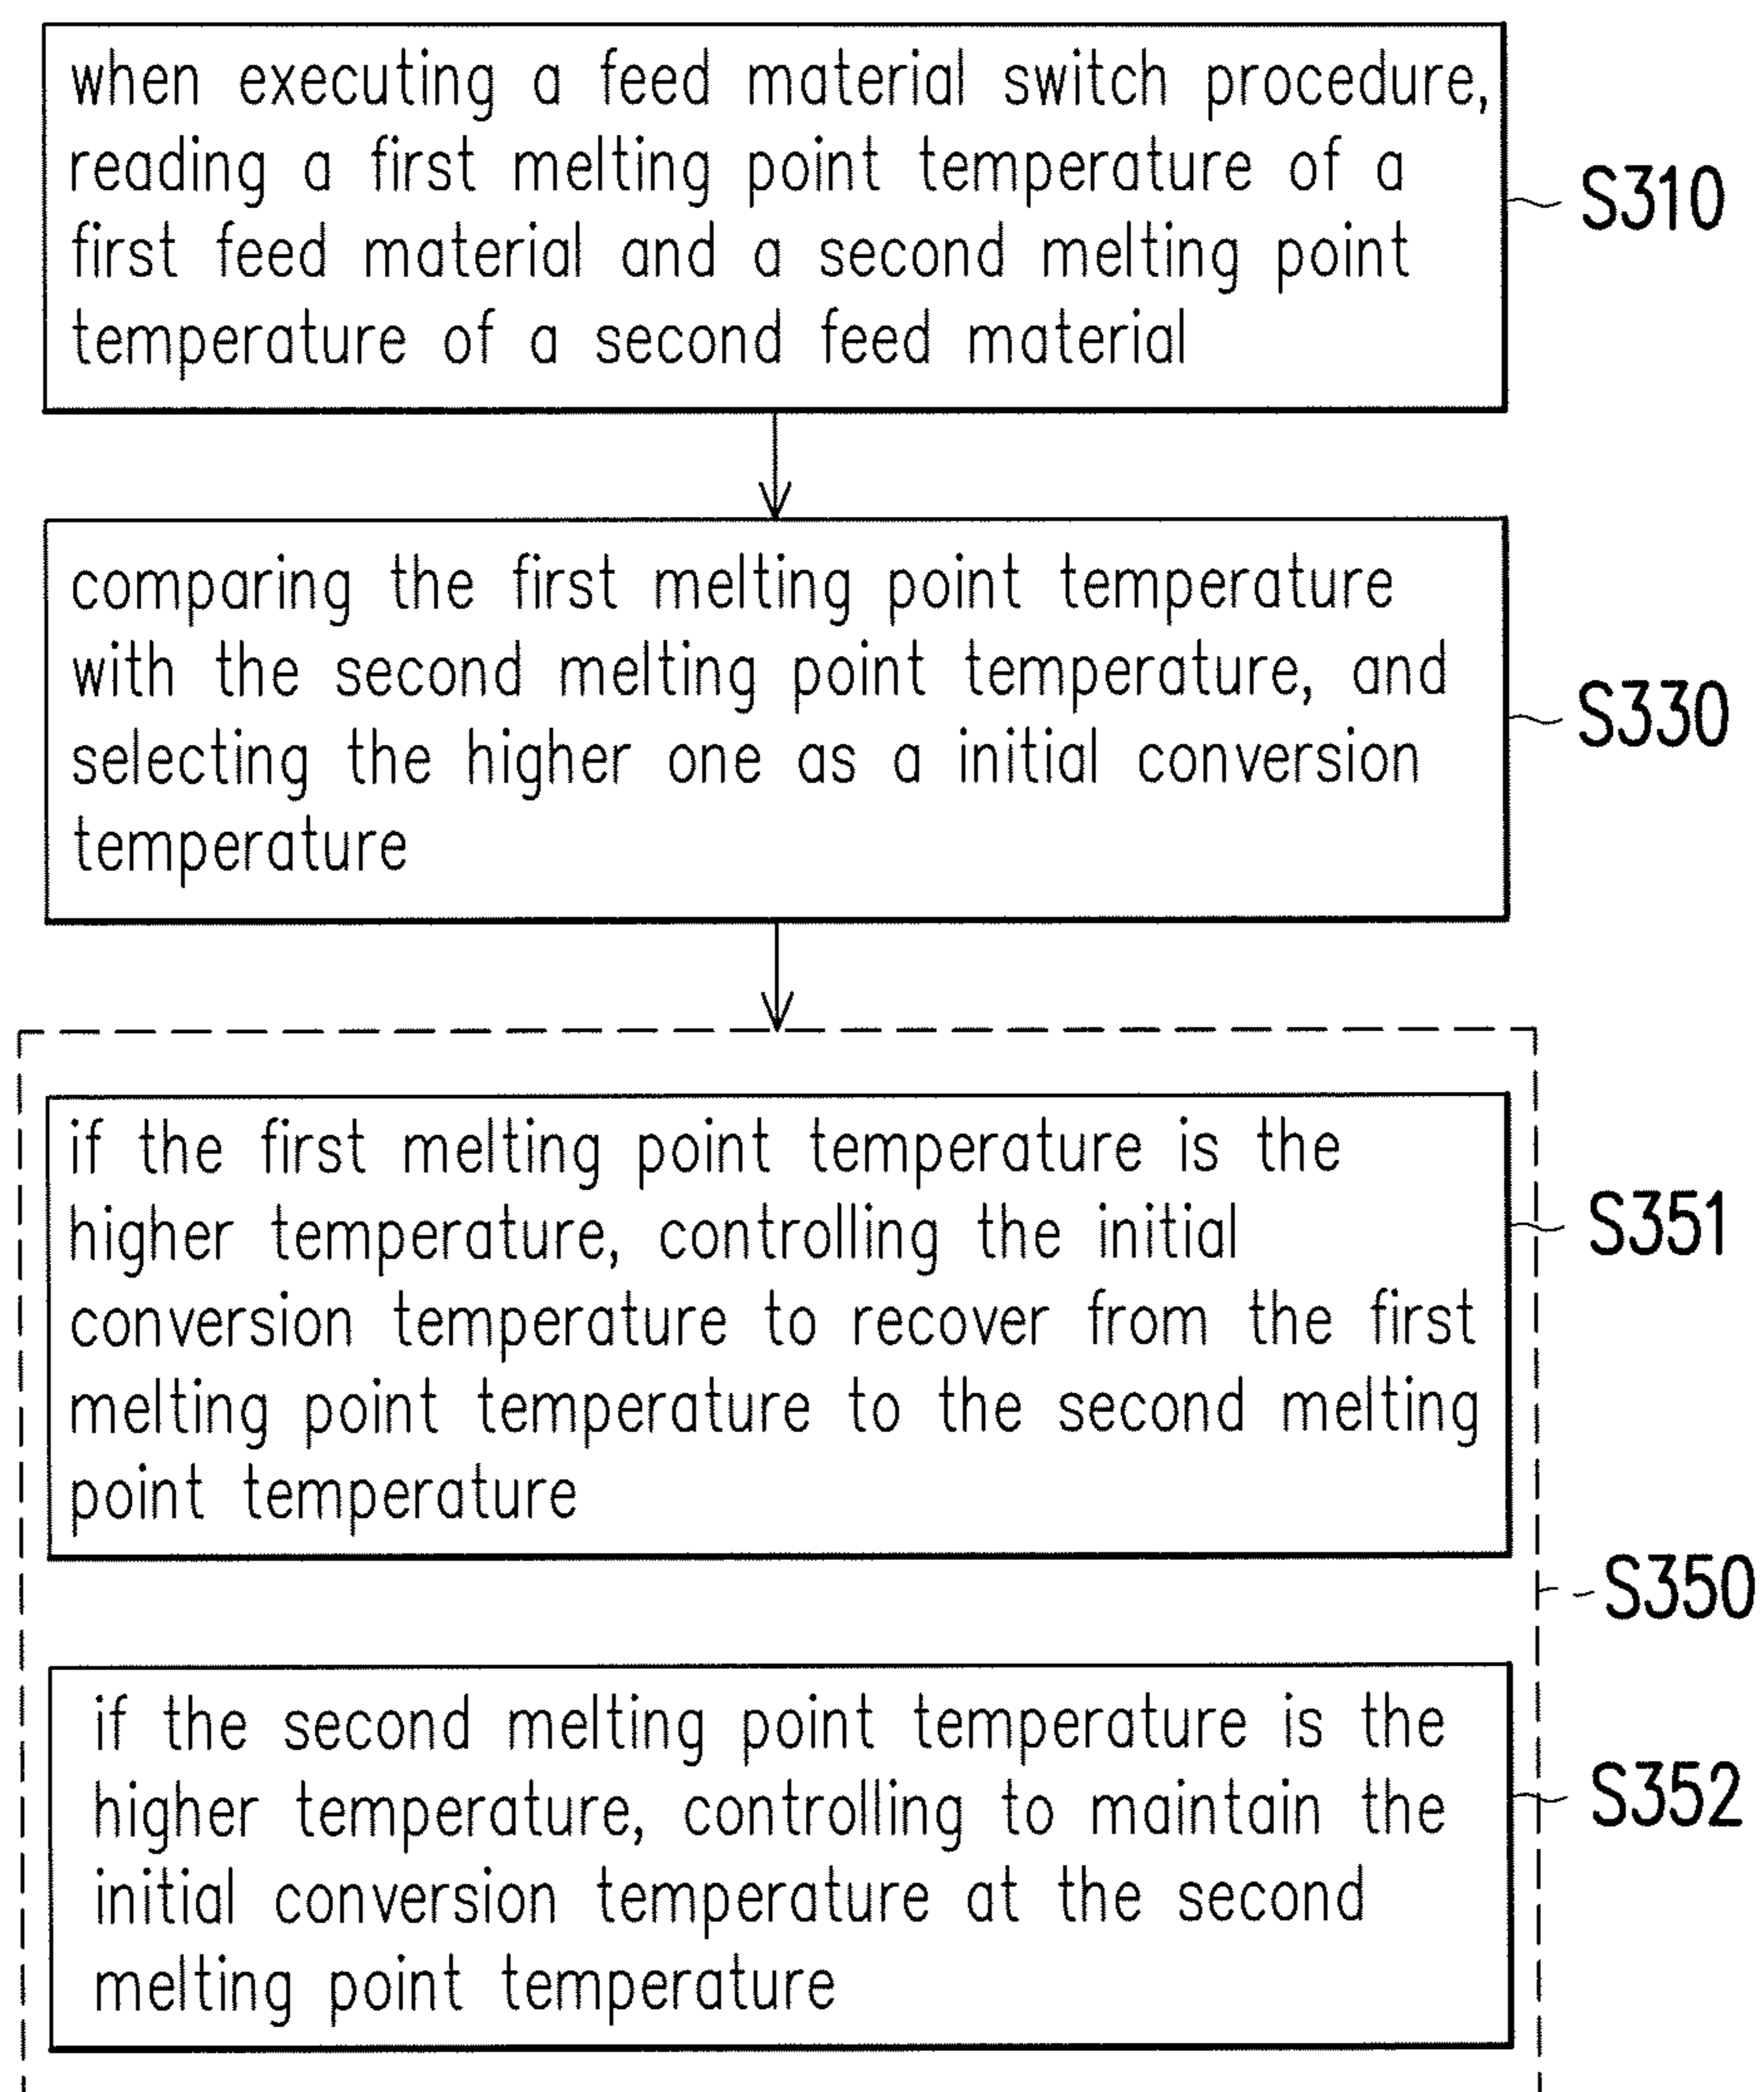 when executing a feed material switch procedure,
reading a first melting point temperature of a
first feed material and a second melting point
temperature of a second feed material
S310
comparing the first melting point temperature
with the second melting point temperature, and
selecting the higher one as a initial conversion
temperature
S330
if the first melting point temperature is the
higher temperature, controlling the initial
conversion temperature to recover from the first
melting point temperature to the second melting
point temperature
S351
S350
if the second melting point temperature is the
higher temperature, controlling to maintain the
initial conversion temperature at the second
melting point temperature
S352